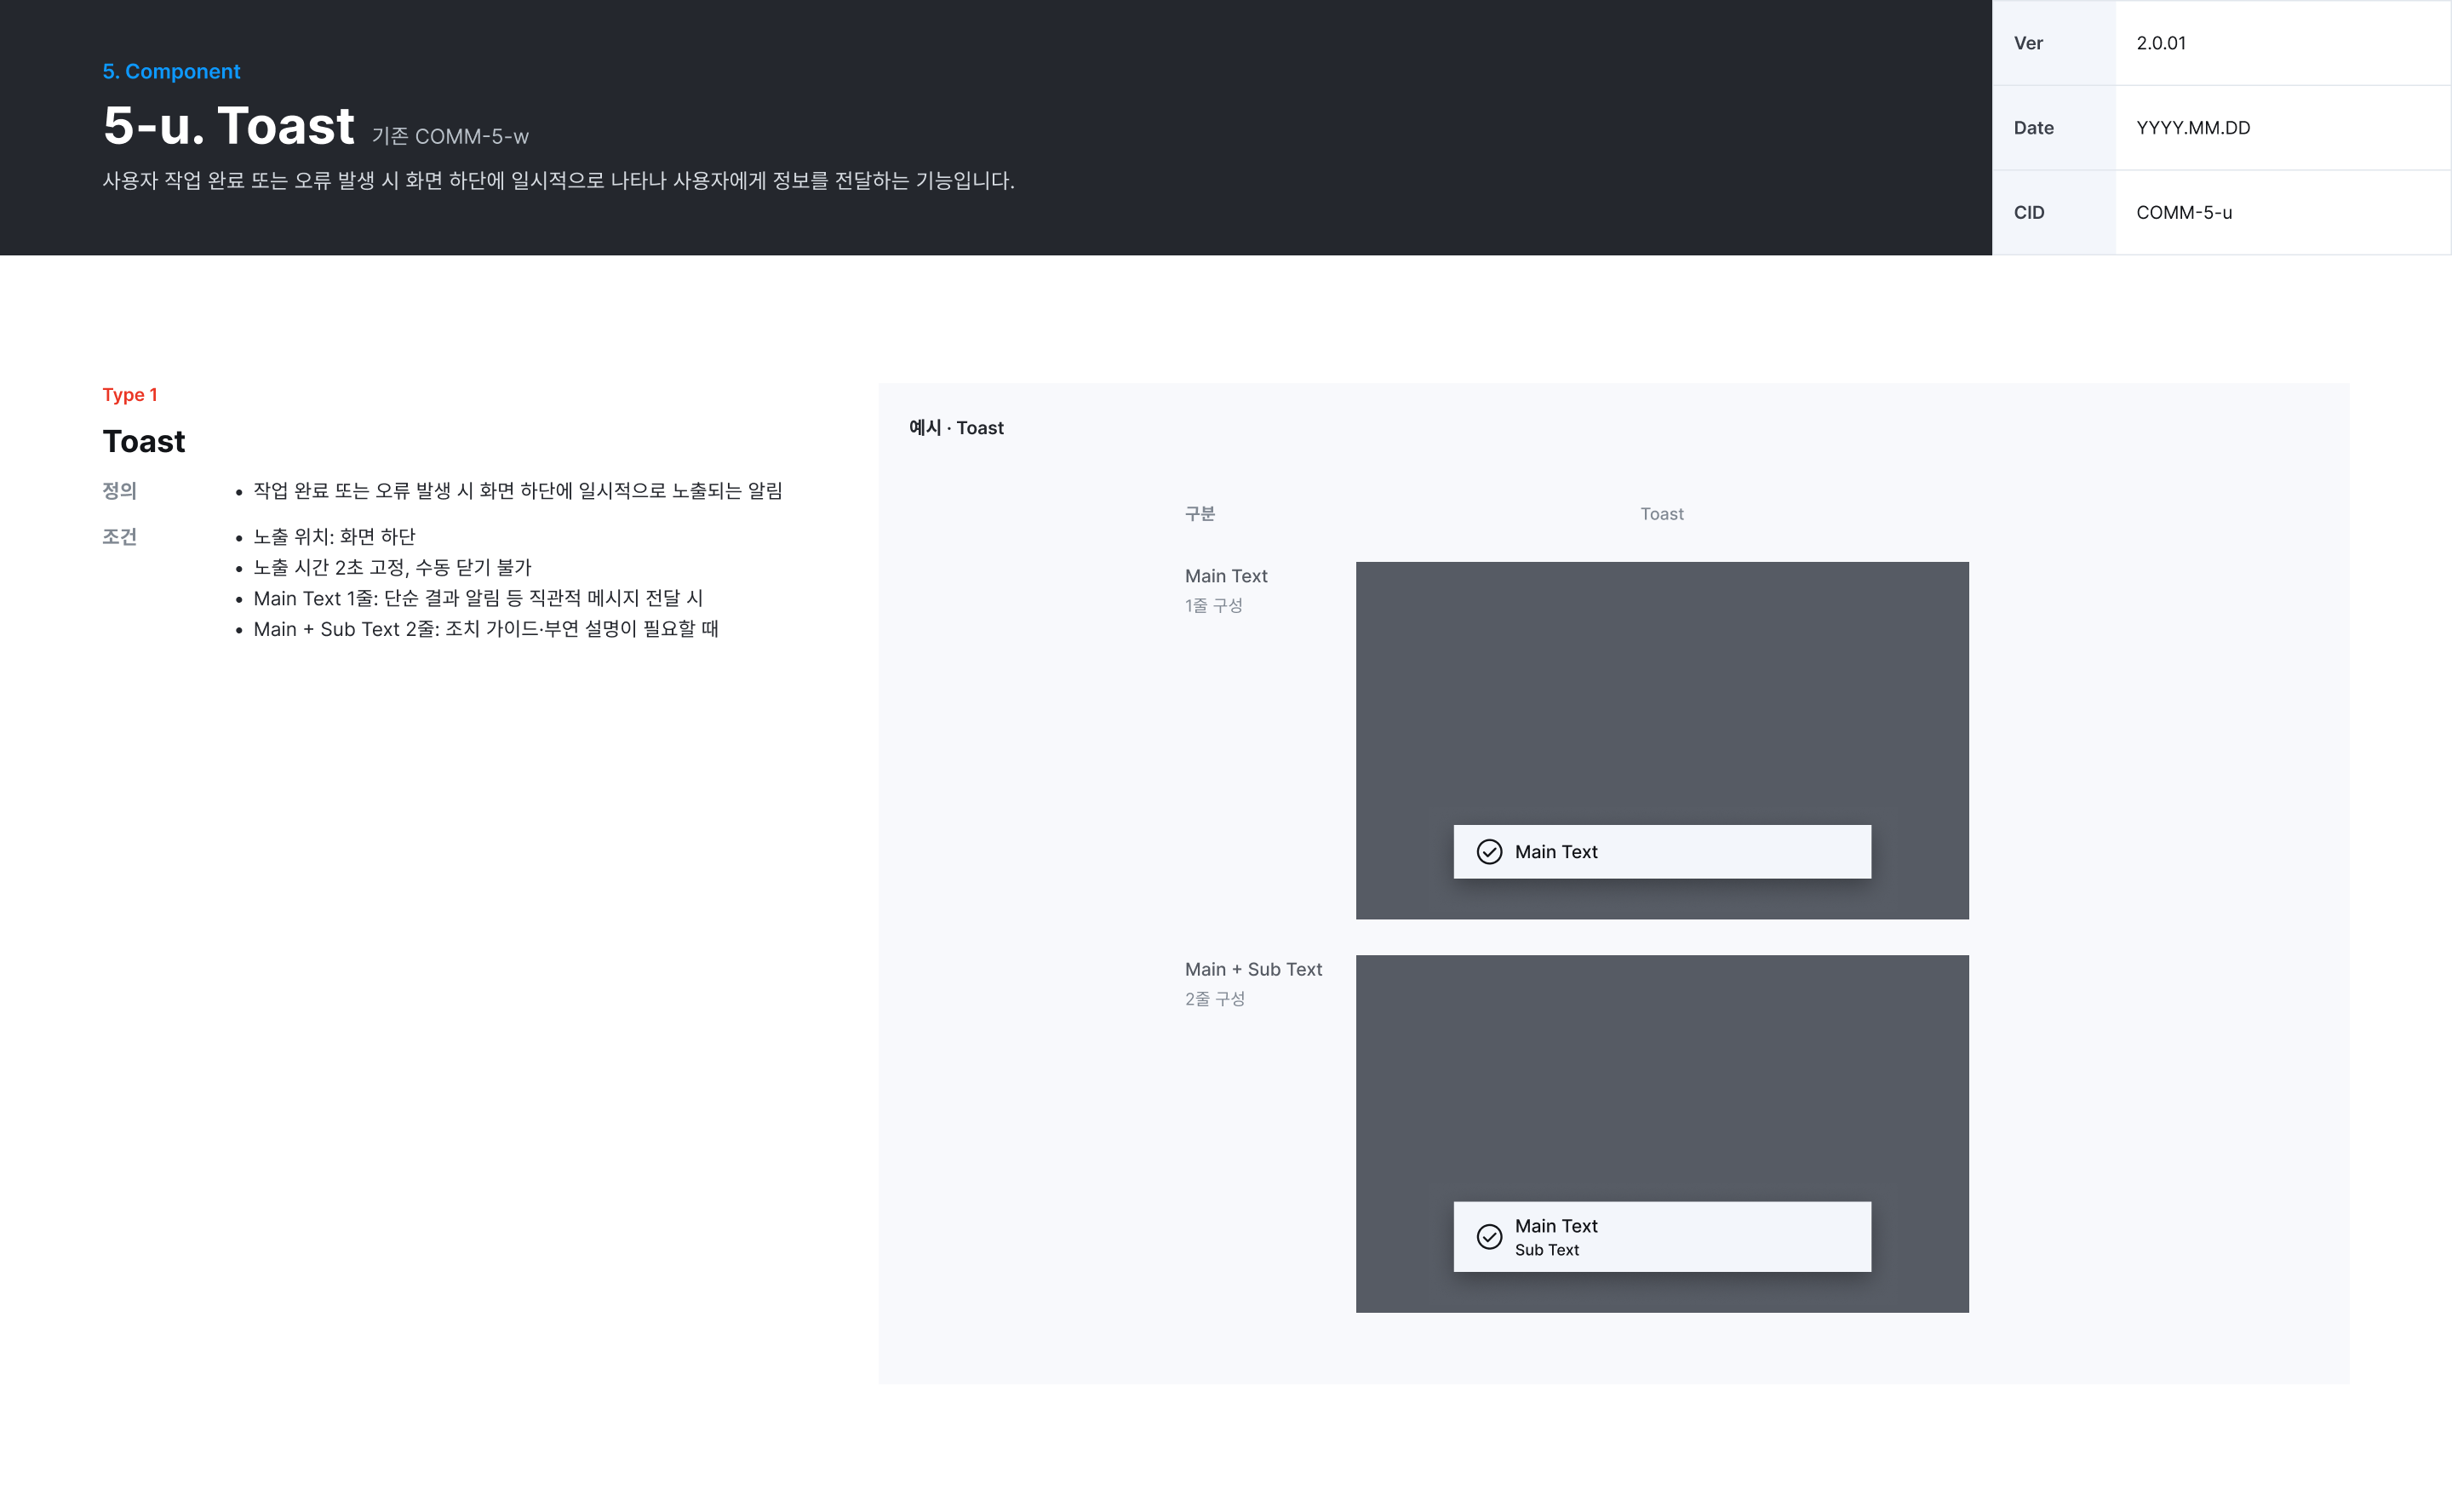 5. Component
5-u. Toast 기존 COMM-5-w
사용자 작업 완료 또는 오류 발생 시 화면 하단에 일시적으로 나타나 사용자에게 정보를 전달하는 기능입니다.
Ver 2.0.01
Date YYYY.MM.DD
CID COMM-5-u
Type 1
Toast
정의
• 작업 완료 또는 오류 발생 시 화면 하단에 일시적으로 노출되는 알림
조건
• 노출 위치: 화면 하단
• 노출 시간 2초 고정, 수동 닫기 불가
• Main Text 1줄: 단순 결과 알림 등 직관적 메시지 전달 시
• Main + Sub Text 2줄: 조치 가이드·부연 설명이 필요할 때
예시 · Toast
구분 Toast
Main Text
1줄 구성
Main Text
Main + Sub Text
2줄 구성
Main Text
Sub Text